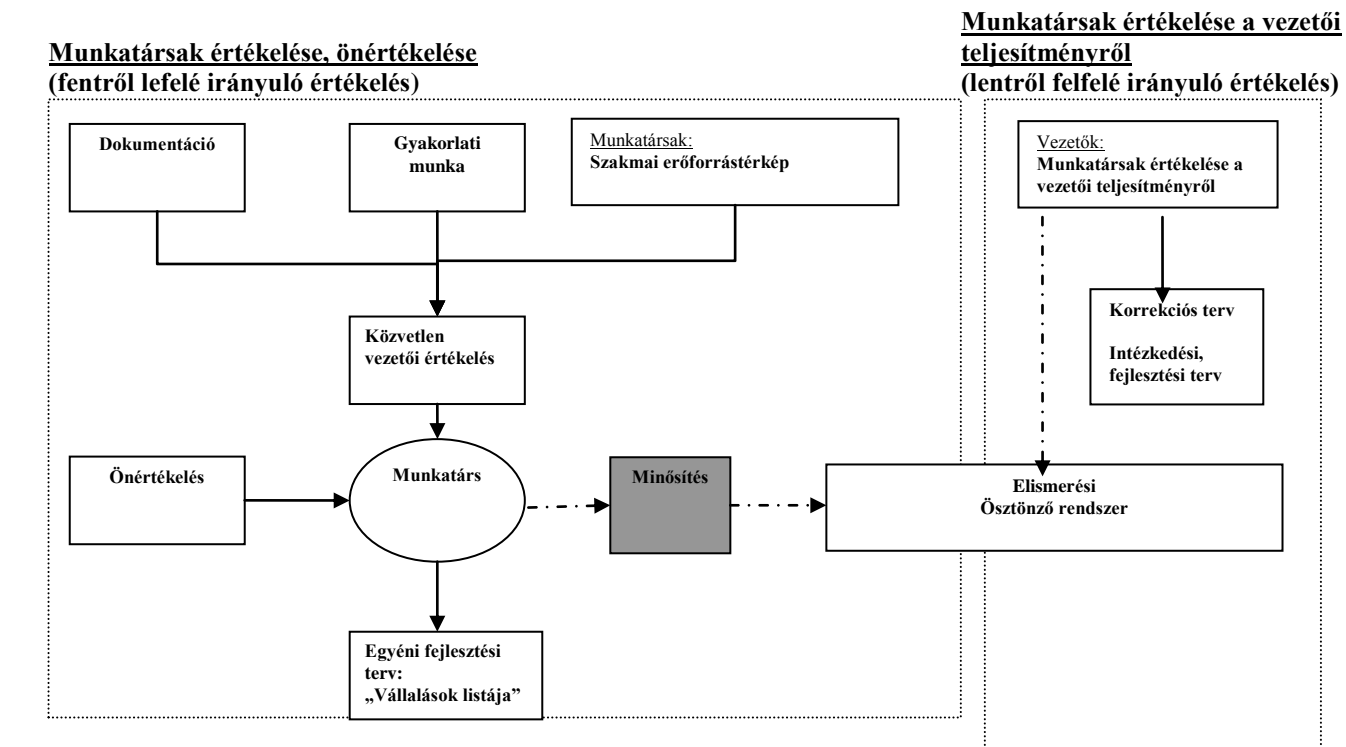 Munkatársak értékelése, önértékelése
(fentről lefelé irányuló értékelés)
Munkatársak értékelése a vezetői
teljesítményről
(lentről felfelé irányuló értékelés)
Dokumentáció
Gyakorlati
munka
Munkatársak:
Szakmai erőforrástérkép
Vezetők:
Munkatársak értékelése a
vezetői teljesítményről
Közvetlen
vezetői értékelés
Korrekciós terv
Intézkedési,
fejlesztési terv
Önértékelés
Munkatárs
Minősítés
Elismerési
Ösztönző rendszer
Egyéni fejlesztési
terv:
„Vállalások listája”